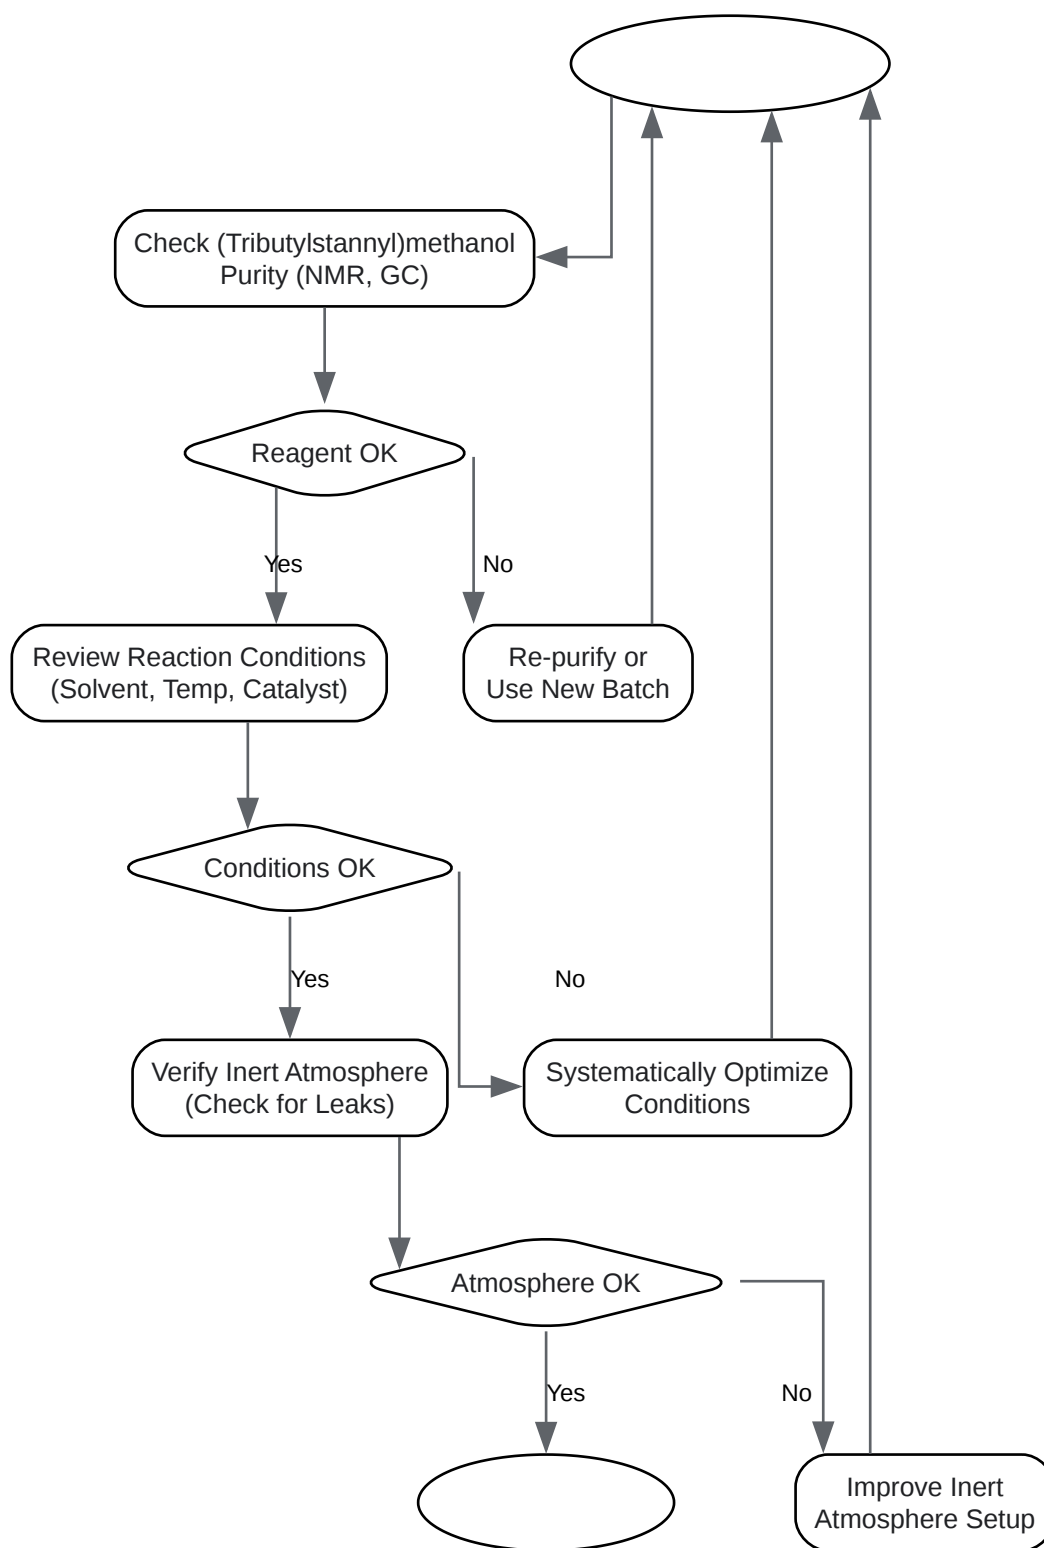 Check (Tributylstannyl)methanol
Purity (NMR, GC)
Reagent OK
Yes
No
Review Reaction Conditions
(Solvent, Temp, Catalyst)
Re-purify or
Use New Batch
Conditions OK
Yes
No
Verify Inert Atmosphere
(Check for Leaks)
Systematically Optimize
Conditions
Atmosphere OK
Yes
No
Improve Inert
Atmosphere Setup